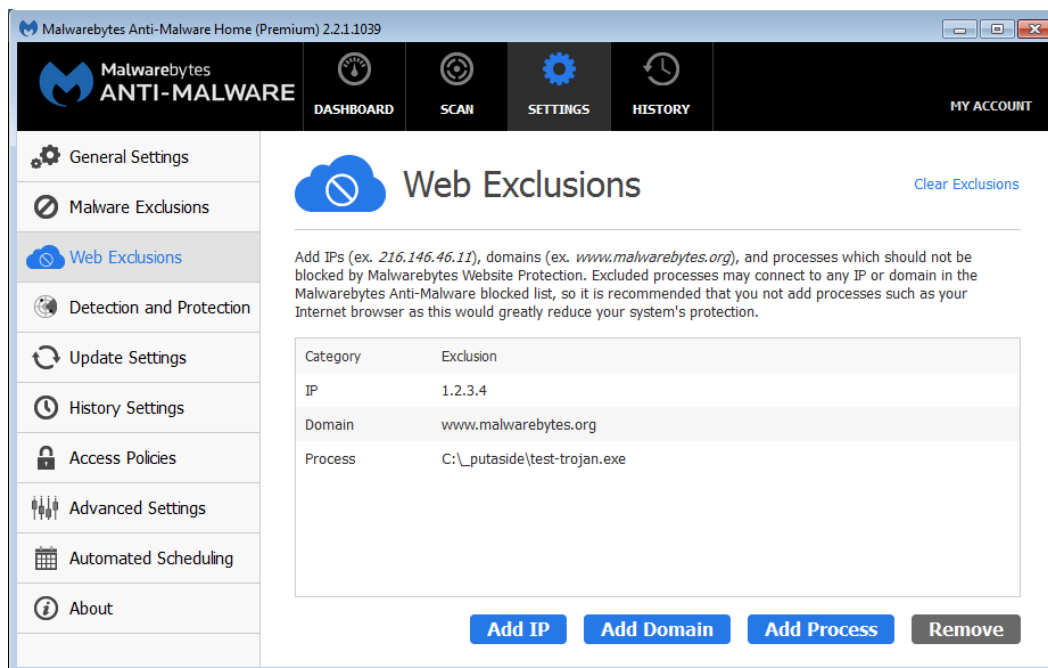 Malwarebytes Anti-Malware Home (Premium) 2.2.1.1039
Malwarebytes
ANTI-MALWARE
DASHBOARD
SCAN
SETTINGS
HISTORY
MY ACCOUNT
General Settings
Malware Exclusions
Web Exclusions
Detection and Protection
Update Settings
History Settings
Access Policies
Advanced Settings
Automated Scheduling
About
Web Exclusions
Clear Exclusions
Add IPs (ex. 216.146.46.11), domains (ex. www.malwarebytes.org), and processes which should not be
blocked by Malwarebytes Website Protection. Excluded processes may connect to any IP or domain in the
Malwarebytes Anti-Malware blocked list, so it is recommended that you not add processes such as your
Internet browser as this would greatly reduce your system's protection.
Category Exclusion
IP 1.2.3.4
Domain www.malwarebytes.org
Process C:\_putaside\test-trojan.exe
Add IP
Add Domain
Add Process
Remove